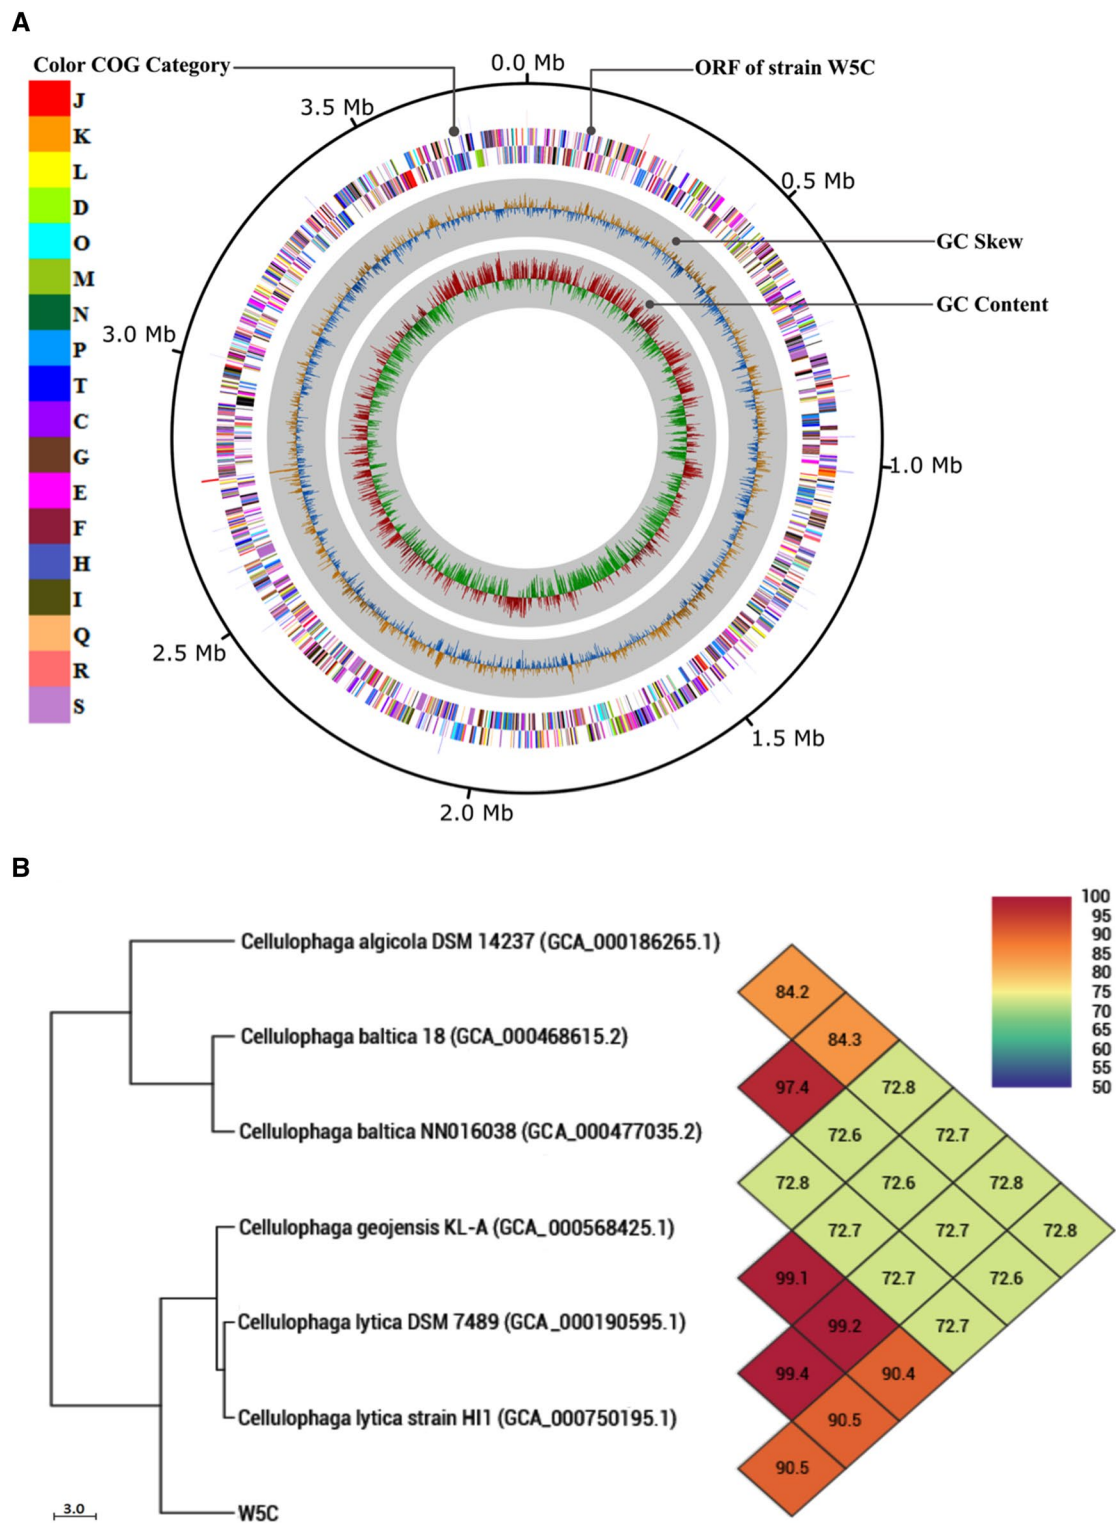 A
Color COG Category
0.0 Mb
ORF of strain W5C
J
3.5 Mb
K
L
0.5 Mb
D
O
GC Skew
M
GC Content
N
3.0 Mb
P
T
C
G
1.0 Mb
E
F
H
I
Q
2.5 Mb
R
S
1.5 Mb
2.0 Mb
B
100
95
90
85
80
75
70
65
60
55
50
Cellulophaga algicola DSM 14237 (GCA_000186265.1)
84.2
Cellulophaga baltica 18 (GCA_000468615.2)
84.3
97.4
72.8
Cellulophaga baltica NN016038 (GCA_000477035.2)
72.6
72.7
72.8
72.6
72.8
Cellulophaga geojensis KL-A (GCA_000568425.1)
72.7
72.7
72.8
99.1
72.7
72.6
Cellulophaga lytica DSM 7489 (GCA_000190595.1)
99.2
72.7
99.4
90.4
Cellulophaga lytica strain HI1 (GCA_000750195.1)
90.5
90.5
3.0
W5C